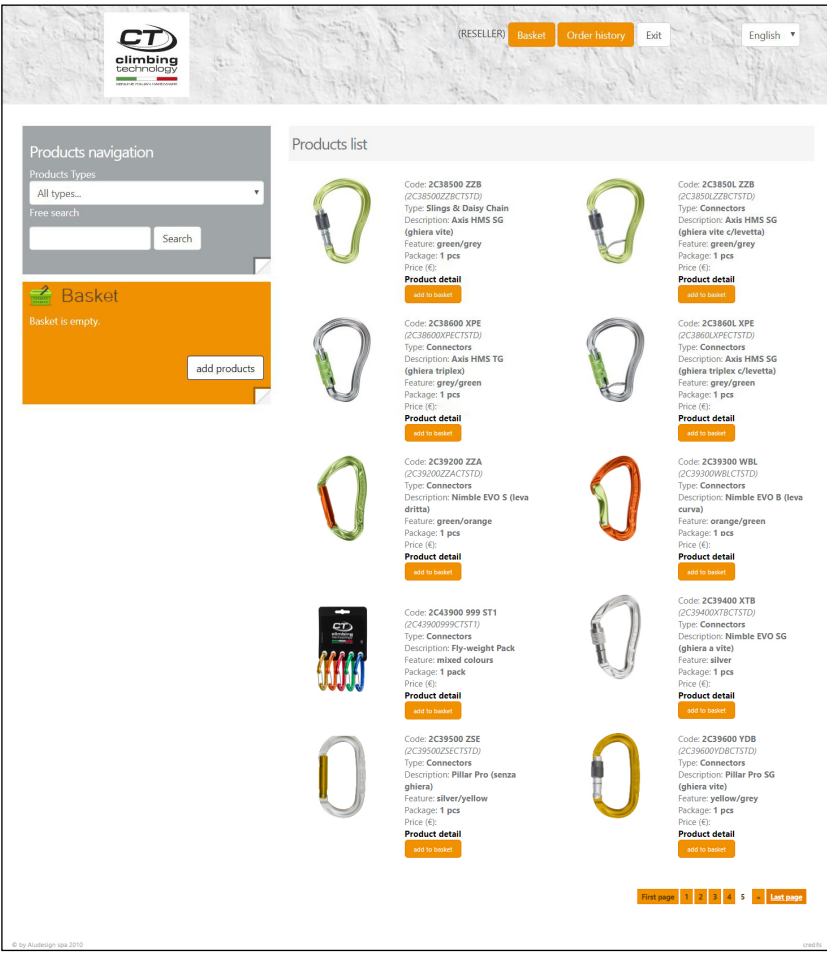 (RESELLER) Basket Order history Exit English
CT
climbing
technology
Products navigation
Products Types
All types...
Free search
Search
Basket
Basket is empty.
add products
Products list
Code: 2C38500 ZZB
(2C38500ZZBCTSTD)
Type: Slings & Daisy Chain
Description: Axis HMS SG
(ghiera vite)
Feature: green/grey
Package: 1 pcs
Price (€):
Product detail
add to basket
Code: 2C3850L ZZB
(2C3850LZZBCTSTD)
Type: Connectors
Description: Axis HMS SG
(ghiera vite c/levetta)
Feature: green/grey
Package: 1 pcs
Price (€):
Product detail
add to basket
Code: 2C38600 XPE
(2C38600XPECTSTD)
Type: Connectors
Description: Axis HMS TG
(ghiera triplex)
Feature: grey/green
Package: 1 pcs
Price (€):
Product detail
add to basket
Code: 2C3860L XPE
(2C3860LXPECTSTD)
Type: Connectors
Description: Axis HMS SG
(ghiera triplex c/levetta)
Feature: grey/green
Package: 1 pcs
Price (€):
Product detail
add to basket
Code: 2C39200 ZZA
(2C39200ZZACTSTD)
Type: Connectors
Description: Nimble EVO S (leva
dritta)
Feature: green/orange
Package: 1 pcs
Price (€):
Product detail
add to basket
Code: 2C39300 WBL
(2C39300WBLCTSTD)
Type: Connectors
Description: Nimble EVO B (leva
curva)
Feature: orange/green
Package: 1 pcs
Price (€):
Product detail
add to basket
CT
climbing
technology
Code: 2C43900 999 ST1
(2C43900999CTST1)
Type: Connectors
Description: Fly-weight Pack
Feature: mixed colours
Package: 1 pack
Price (€):
Product detail
add to basket
Code: 2C39400 XTB
(2C39400XTBCTSTD)
Type: Connectors
Description: Nimble EVO SG
(ghiera a vite)
Feature: silver
Package: 1 pcs
Price (€):
Product detail
add to basket
Code: 2C39500 ZSE
(2C39500ZSECTSTD)
Type: Connectors
Description: Pillar Pro (senza
ghiera)
Feature: silver/yellow
Package: 1 pcs
Price (€):
Product detail
add to basket
Code: 2C39600 YDB
(2C39600YDBCTSTD)
Type: Connectors
Description: Pillar Pro SG
(ghiera vite)
Feature: yellow/grey
Package: 1 pcs
Price (€):
Product detail
add to basket
First page 1 2 3 4 5 » Last page
© by Aludesign spa 2010 credits